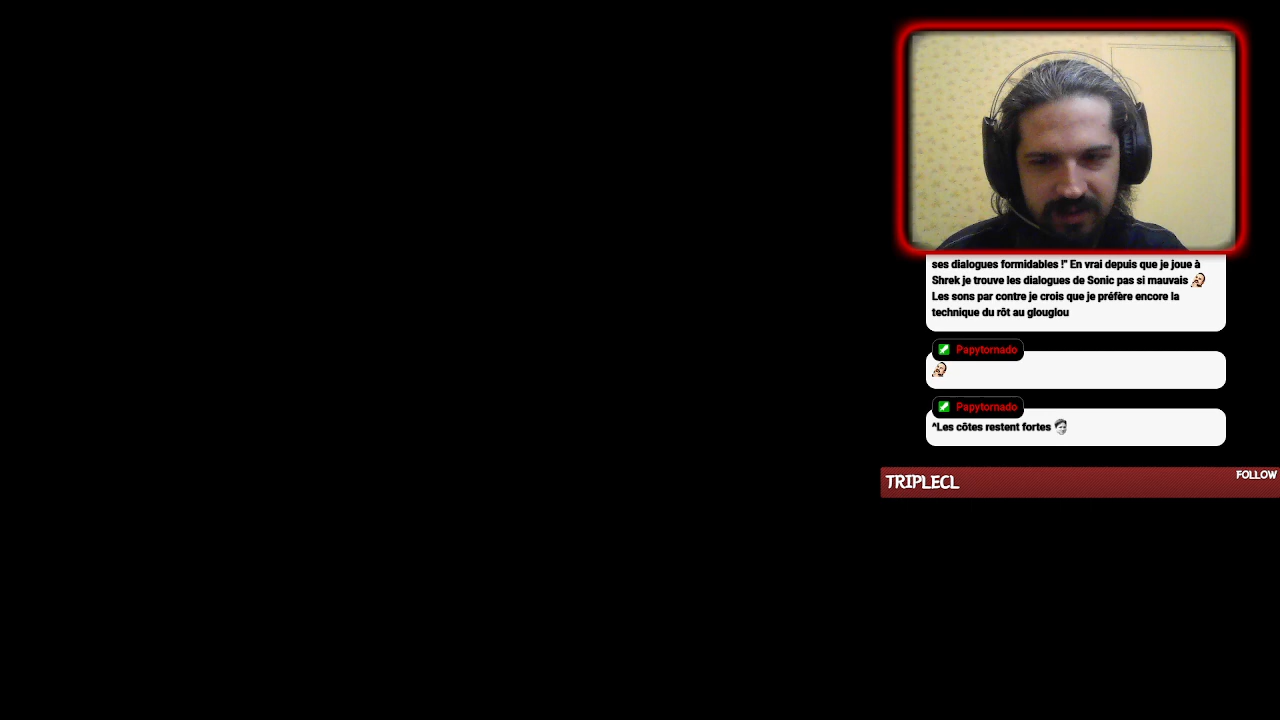 ses dialogues formidables !" En vrai depuis que je joue à
Shrek je trouve les dialogues de Sonic pas si mauvais
Les sons par contre je crois que je préfère encore la
technique du rôt au glouglou
Papytornado
Papytornado
^Les côtes restent fortes
TRIPLECL
FOLLOW